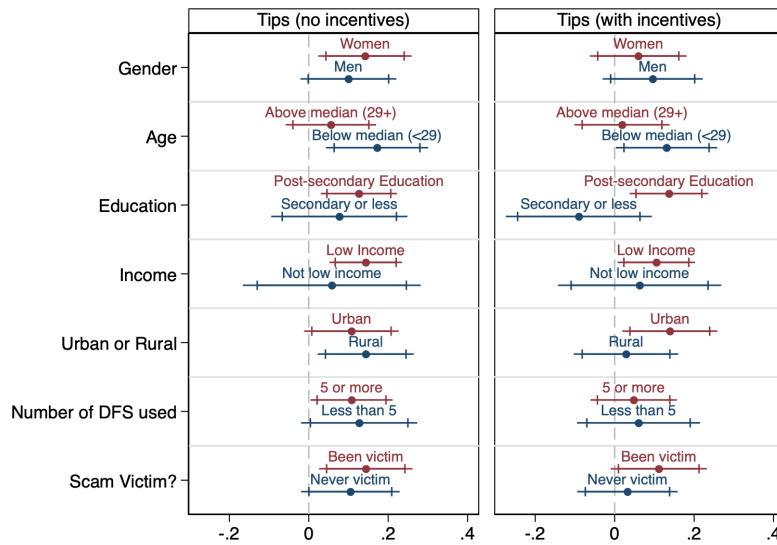 Tips (no incentives)
Tips (with incentives)
Gender
Women
Men
Women
Men
Age
Above median (29+)
Below median (<29)
Above median (29+)
Below median (<29)
Education
Post-secondary Education
Secondary or less
Post-secondary Education
Secondary or less
Income
Low Income
Not low income
Low Income
Not low income
Urban or Rural
Urban
Rural
Urban
Rural
Number of DFS used
5 or more
Less than 5
5 or more
Less than 5
Scam Victim?
Been victim
Never victim
Been victim
Never victim
-.2 0 .2 .4
-.2 0 .2 .4